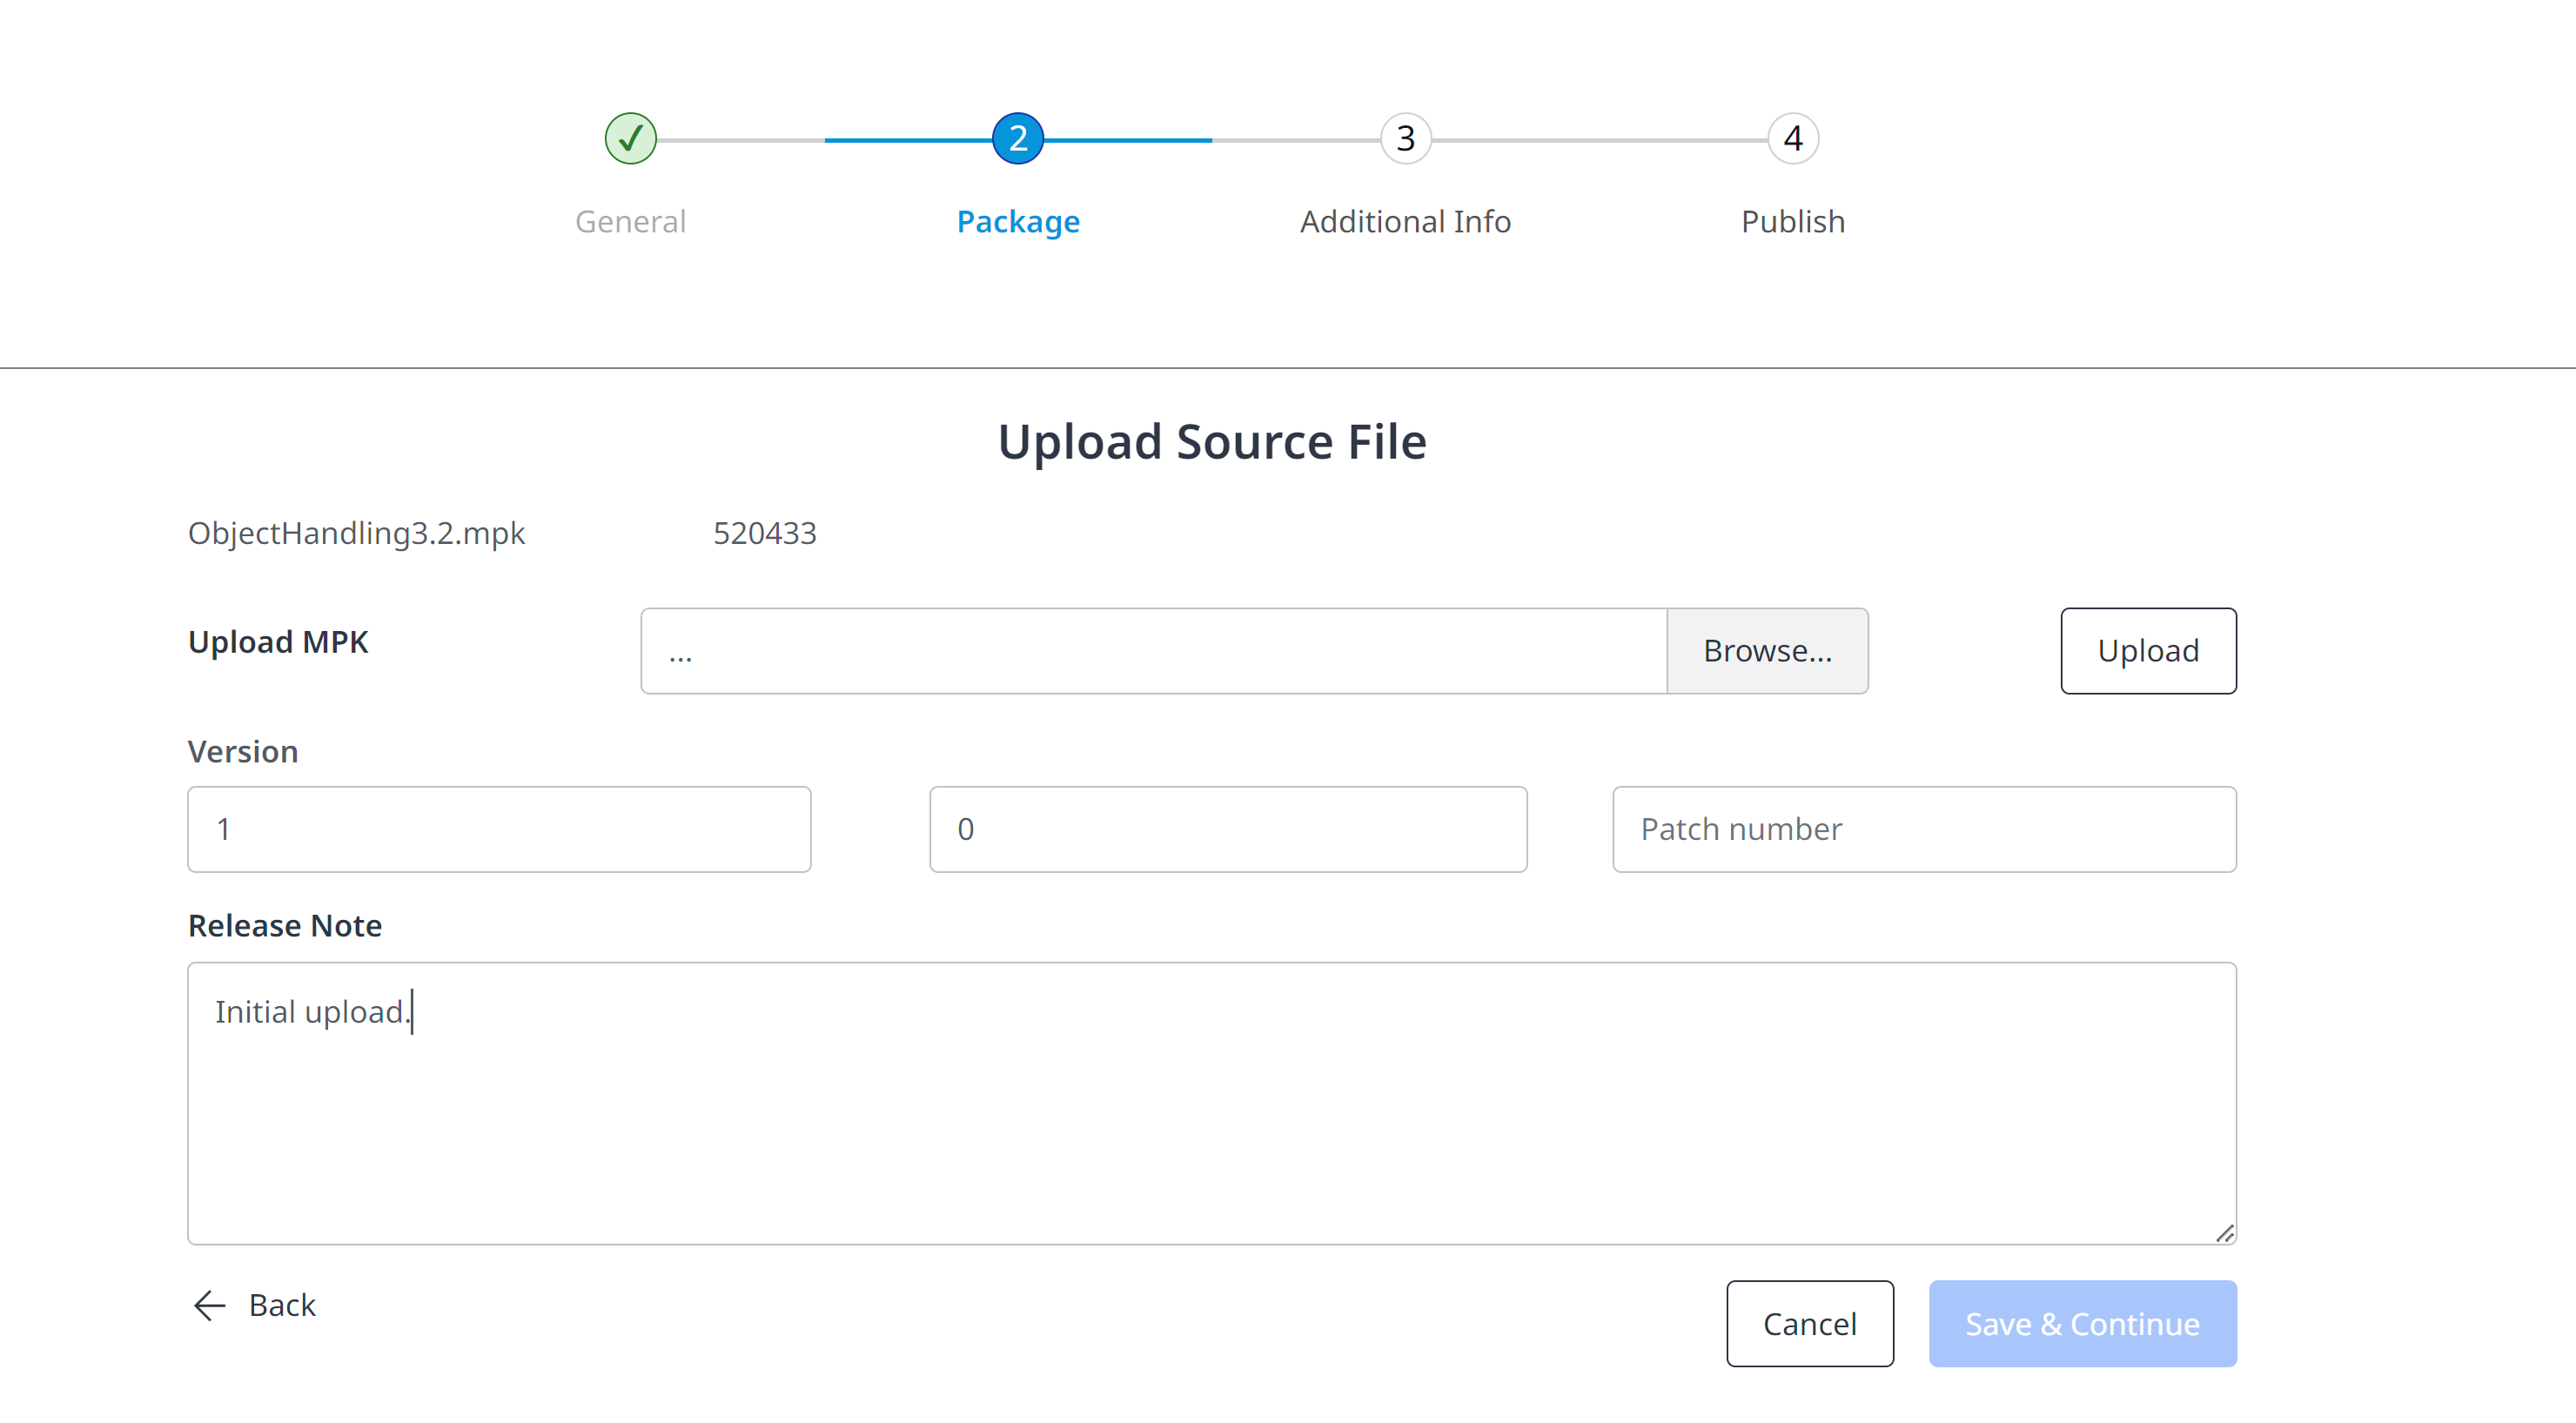 ✓ 2 3 4
General Package Additional Info Publish
Upload Source File
ObjectHandling3.2.mpk 520433
Upload MPK ... Browse... Upload
Version
1 0 Patch number
Release Note
Initial upload.
Back Cancel Save & Continue